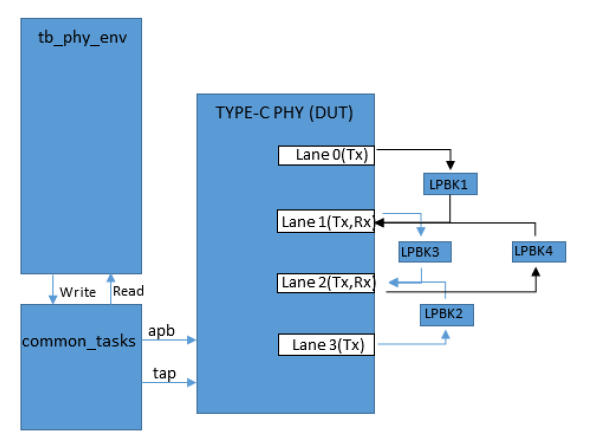 tb_phy_env
TYPE-C PHY (DUT)
Lane 0(Tx)
LPBK1
Lane 1(Tx,Rx)
LPBK3
LPBK4
Lane 2(Tx,Rx)
Write
Read
LPBK2
common_tasks
apb
Lane 3(Tx)
tap